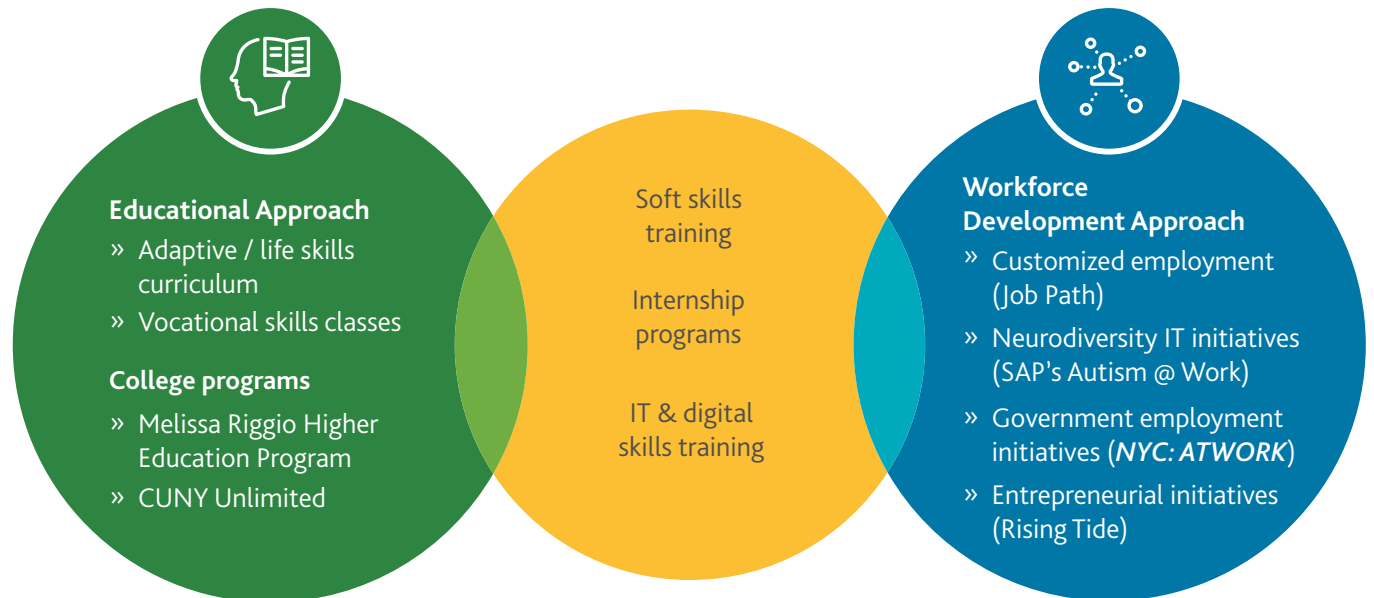 Educational Approach
» Adaptive / life skills
curriculum
» Vocational skills classes
College programs
» Melissa Riggio Higher
Education Program
» CUNY Unlimited
Soft skills
training
Internship
programs
IT & digital
skills training
Workforce
Development Approach
» Customized employment
(Job Path)
» Neurodiversity IT initiatives
(SAP's Autism @ Work)
» Government employment
initiatives (NYC: ATWORK)
» Entrepreneurial initiatives
(Rising Tide)